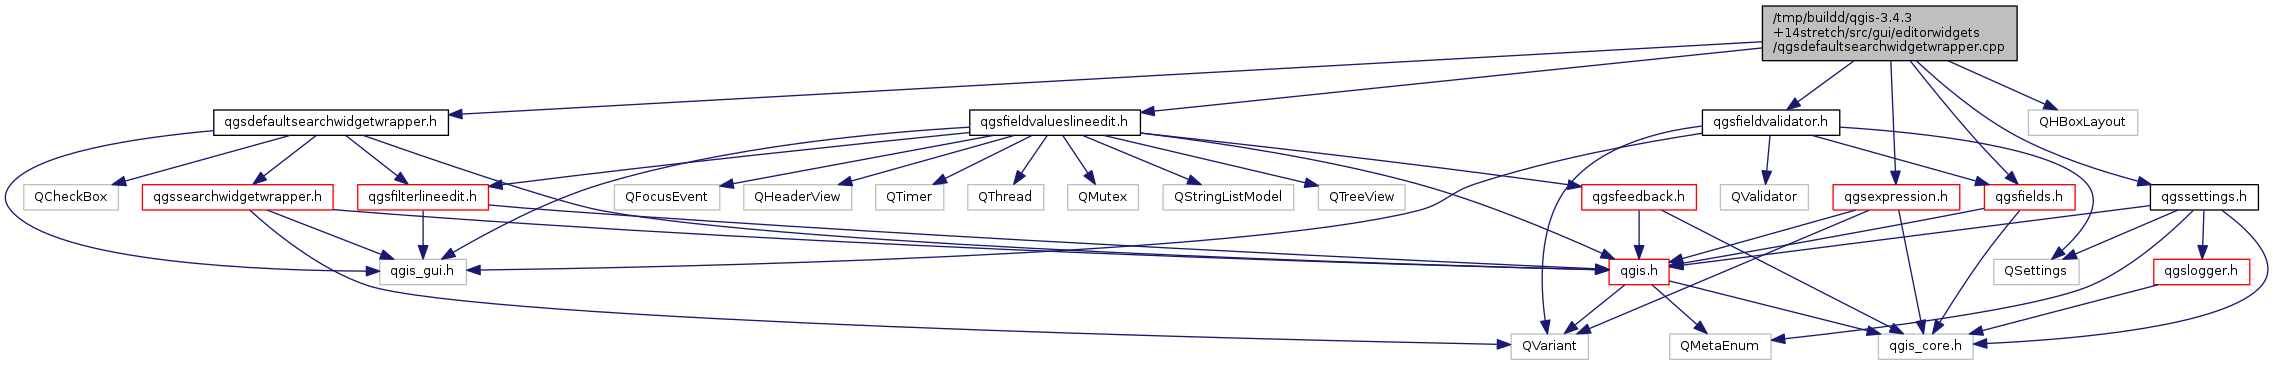 /tmp/buildd/qgis-3.4.3
+14stretch/src/gui/editorwidgets
/qgsdefaultsearchwidgetwrapper.cpp
qgsdefaultsearchwidgetwrapper.h
qgsfieldvalueslineedit.h
qgsfieldvalidator.h
QHBoxLayout
QCheckBox
qgssearchwidgetwrapper.h
qgsfilterlineedit.h
QFocusEvent
QHeaderView
QTimer
QThread
QMutex
QStringListModel
QTreeView
qgsfeedback.h
QValidator
qgsexpression.h
qgsfields.h
qgssettings.h
qgis_gui.h
qgis.h
QSettings
qgslogger.h
QVariant
QMetaEnum
qgis_core.h